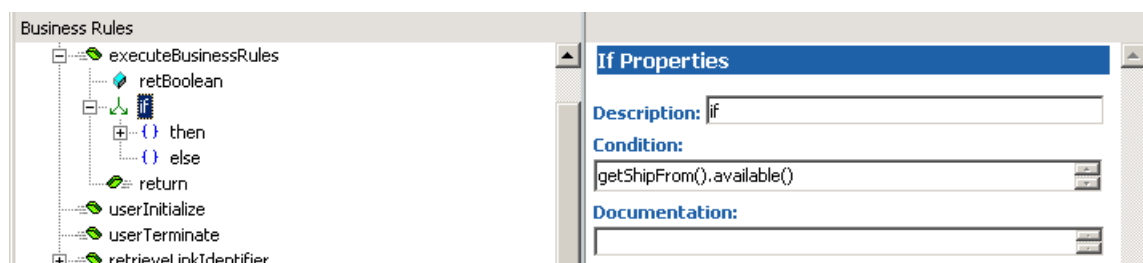 Business Rules
executeBusinessRules
retBoolean
if
then
else
return
userInitialize
userTerminate
retrieveLinkIdentifier
If Properties
Description: if
Condition:
getShipFrom().available()
Documentation: